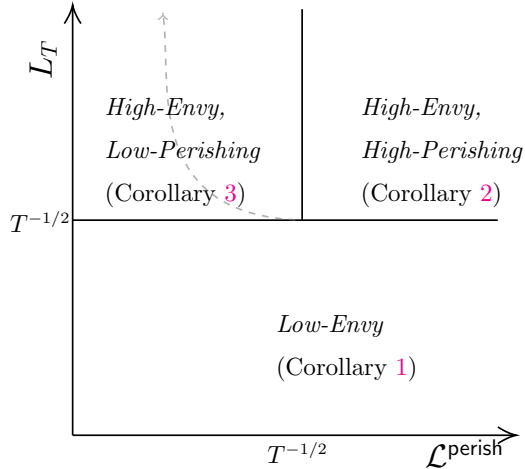 L_T
High-Envy,
Low-Perishing
(Corollary 3)
High-Envy,
High-Perishing
(Corollary 2)
T^{-1/2}
Low-Envy
(Corollary 1)
T^{-1/2}
\mathcal{L}^{perish}